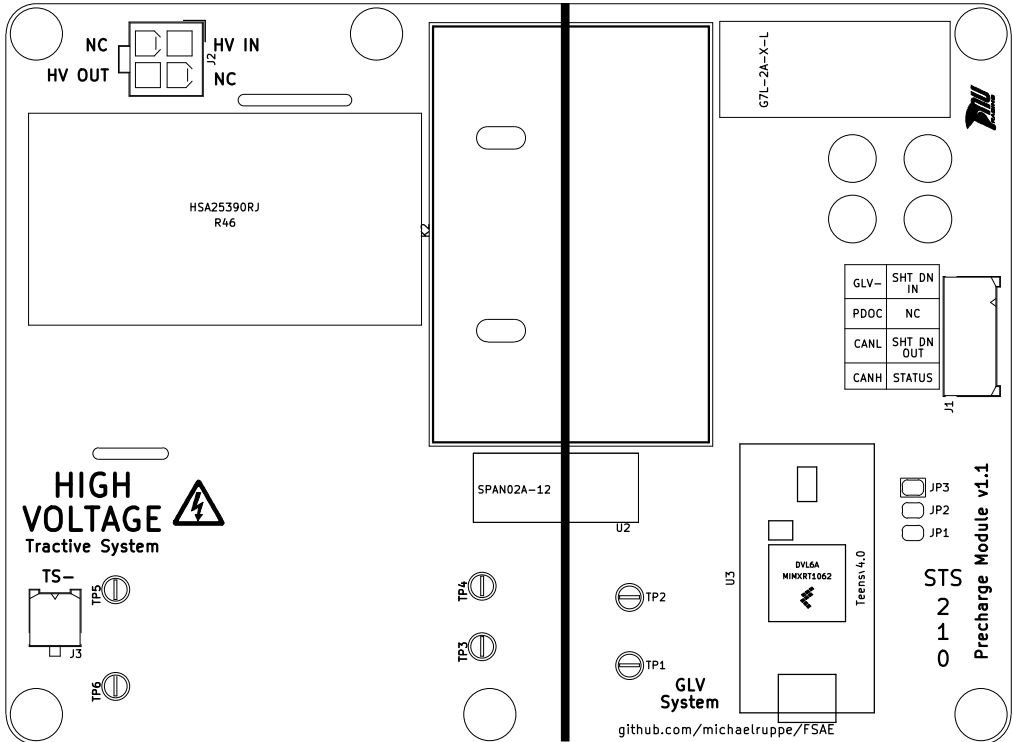 NC
HV IN
J2
HV OUT
NC
G7L-2A-X-L
HSA25390RJ
R46
K2
GLV-
SHT DN
IN
PDOC
NC
CANL
SHT DN
OUT
CANH
STATUS
J1
HIGH
VOLTAGE
Tractive System
SPAN02A-12
U2
JP3
JP2
JP1
Precharge Module v1.1
DVL6A
MIMXRT1062
U3
Teensy 4.0
STS
2
1
0
TS-
J3
TP5
TP6
TP4
TP3
TP2
TP1
GLV
System
github.com/michaelruppe/FSAE